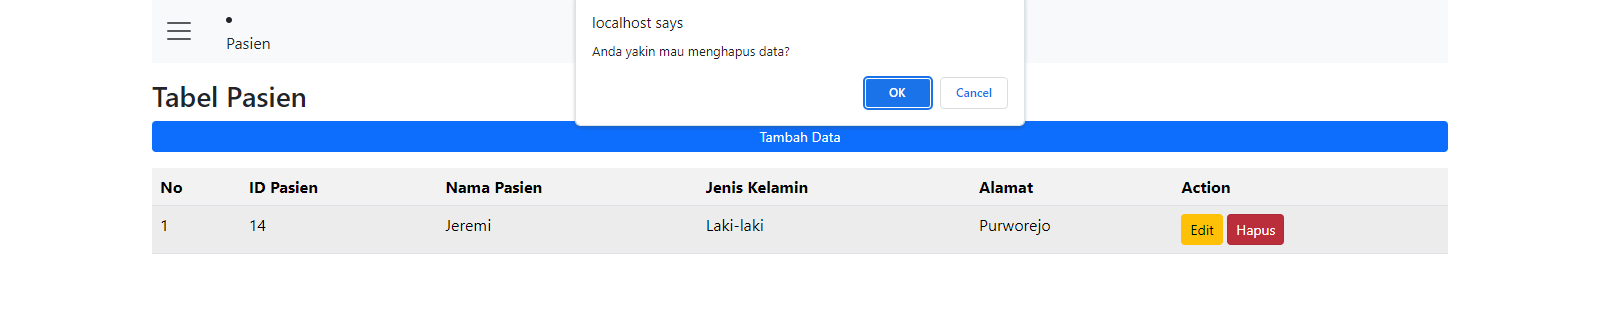 localhost says
Anda yakin mau menghapus data?
OK Cancel
• Pasien
Tabel Pasien
Tambah Data
No ID Pasien Nama Pasien Jenis Kelamin Alamat Action
1 14 Jeremi Laki-laki Purworejo Edit Hapus